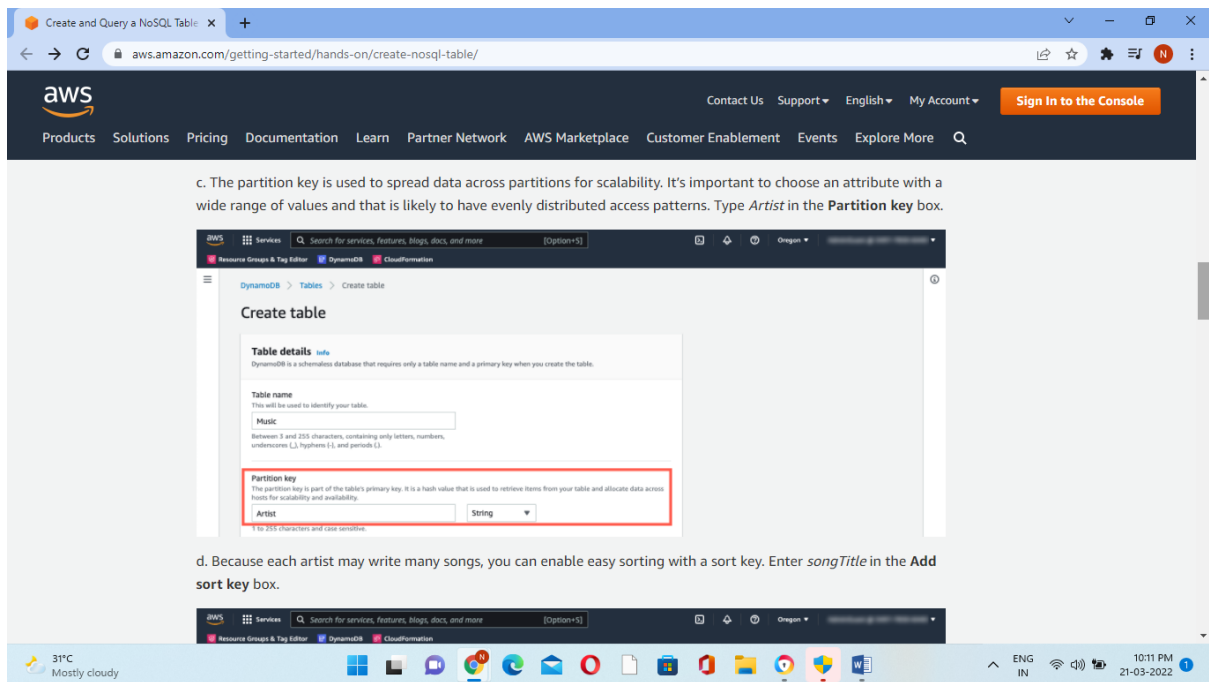 Create and Query a NoSQL Table
aws.amazon.com/getting-started/hands-on/create-nosql-table/
N
aws
Contact Us Support English My Account Sign In to the Console
Products Solutions Pricing Documentation Learn Partner Network AWS Marketplace Customer Enablement Events Explore More
c. The partition key is used to spread data across partitions for scalability. It's important to choose an attribute with a
wide range of values and that is likely to have evenly distributed access patterns. Type Artist in the Partition key box.
aws Services Search for services, features, blogs, docs, and more [Option+S] Oregon
Resource Groups & Tag Editor DynamoDB CloudFormation
DynamoDB > Tables > Create table
Create table
Table details Info
DynamoDB is a schemaless database that requires only a table name and a primary key when you create the table.
Table name
This will be used to identify your table.
Music
Between 3 and 255 characters, containing only letters, numbers,
underscores (_), hyphens (-), and periods (.).
Partition key
The partition key is part of the table's primary key. It is a hash value that is used to retrieve items from your table and allocate data across
hosts for scalability and availability.
Artist String
1 to 255 characters and case sensitive.
d. Because each artist may write many songs, you can enable easy sorting with a sort key. Enter songTitle in the Add
sort key box.
aws Services Search for services, features, blogs, docs, and more [Option+S] Oregon
Resource Groups & Tag Editor DynamoDB CloudFormation
31°C
Mostly cloudy
N
ENG
IN
10:11 PM
21-03-2022
1